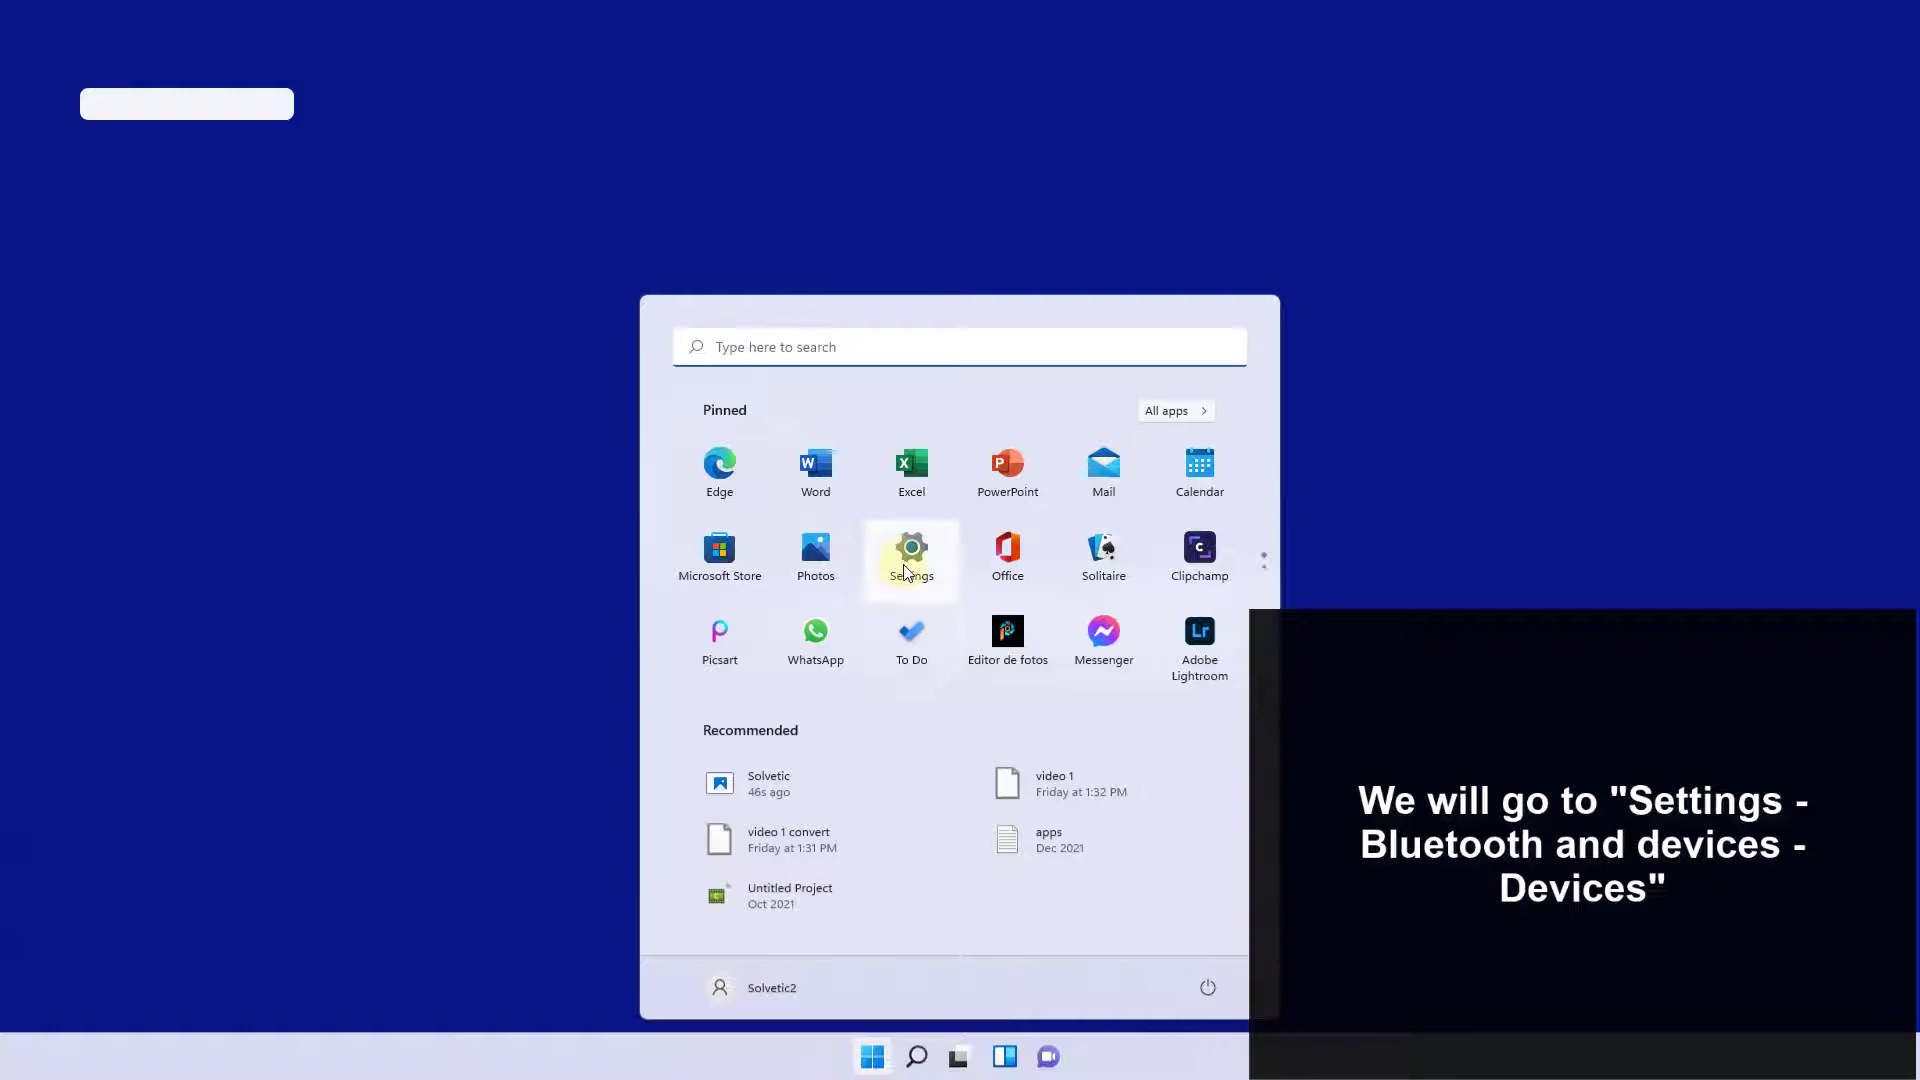 Type here to search
Pinned
All apps
Edge
Word
Excel
PowerPoint
Mail
Calendar
Microsoft Store
Photos
Settings
Office
Solitaire
Clipchamp
Picsart
WhatsApp
To Do
Editor de fotos
Messenger
Adobe
Lightroom
Recommended
Solvetic
46s ago
video 1
Friday at 1:32 PM
video 1 convert
Friday at 1:31 PM
apps
Dec 2021
Untitled Project
Oct 2021
Solvetic2
We will go to "Settings -
Bluetooth and devices -
Devices"